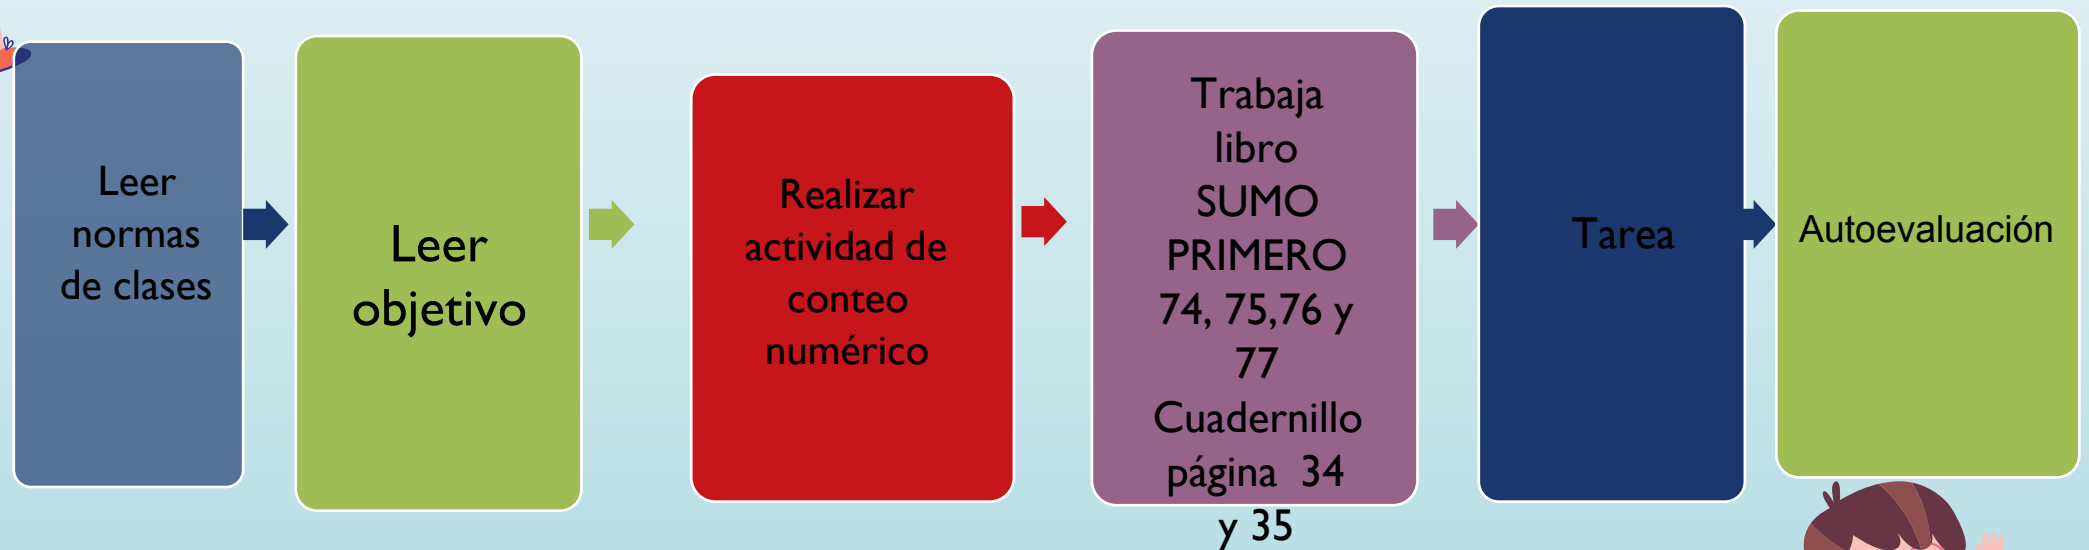 Leer
normas
de clases
Leer
objetivo
Realizar
actividad de
conteo
numérico
Trabaja
libro
SUMO
PRIMERO
74, 75,76 y
77
Cuadernillo
página 34
y 35
Tarea
Autoevaluación